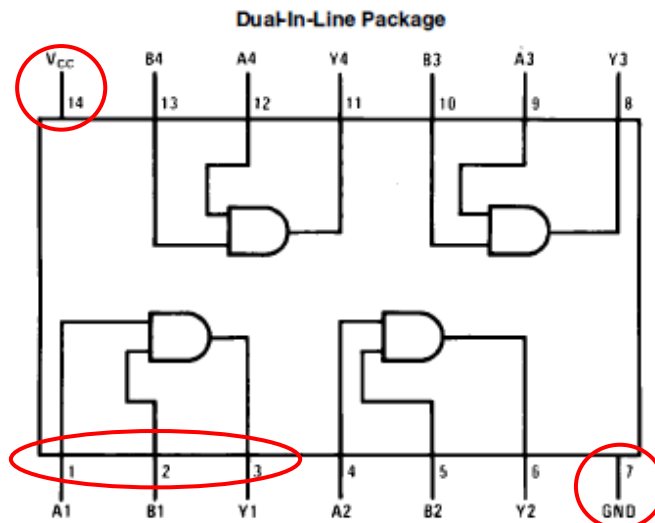 Dual-In-Line Package
VCC B4 A4 Y4 B3 A3 Y3
14 13 12 11 10 9 8
1 2 3 4 5 6 7
A1 B1 Y1 A2 B2 Y2 GND